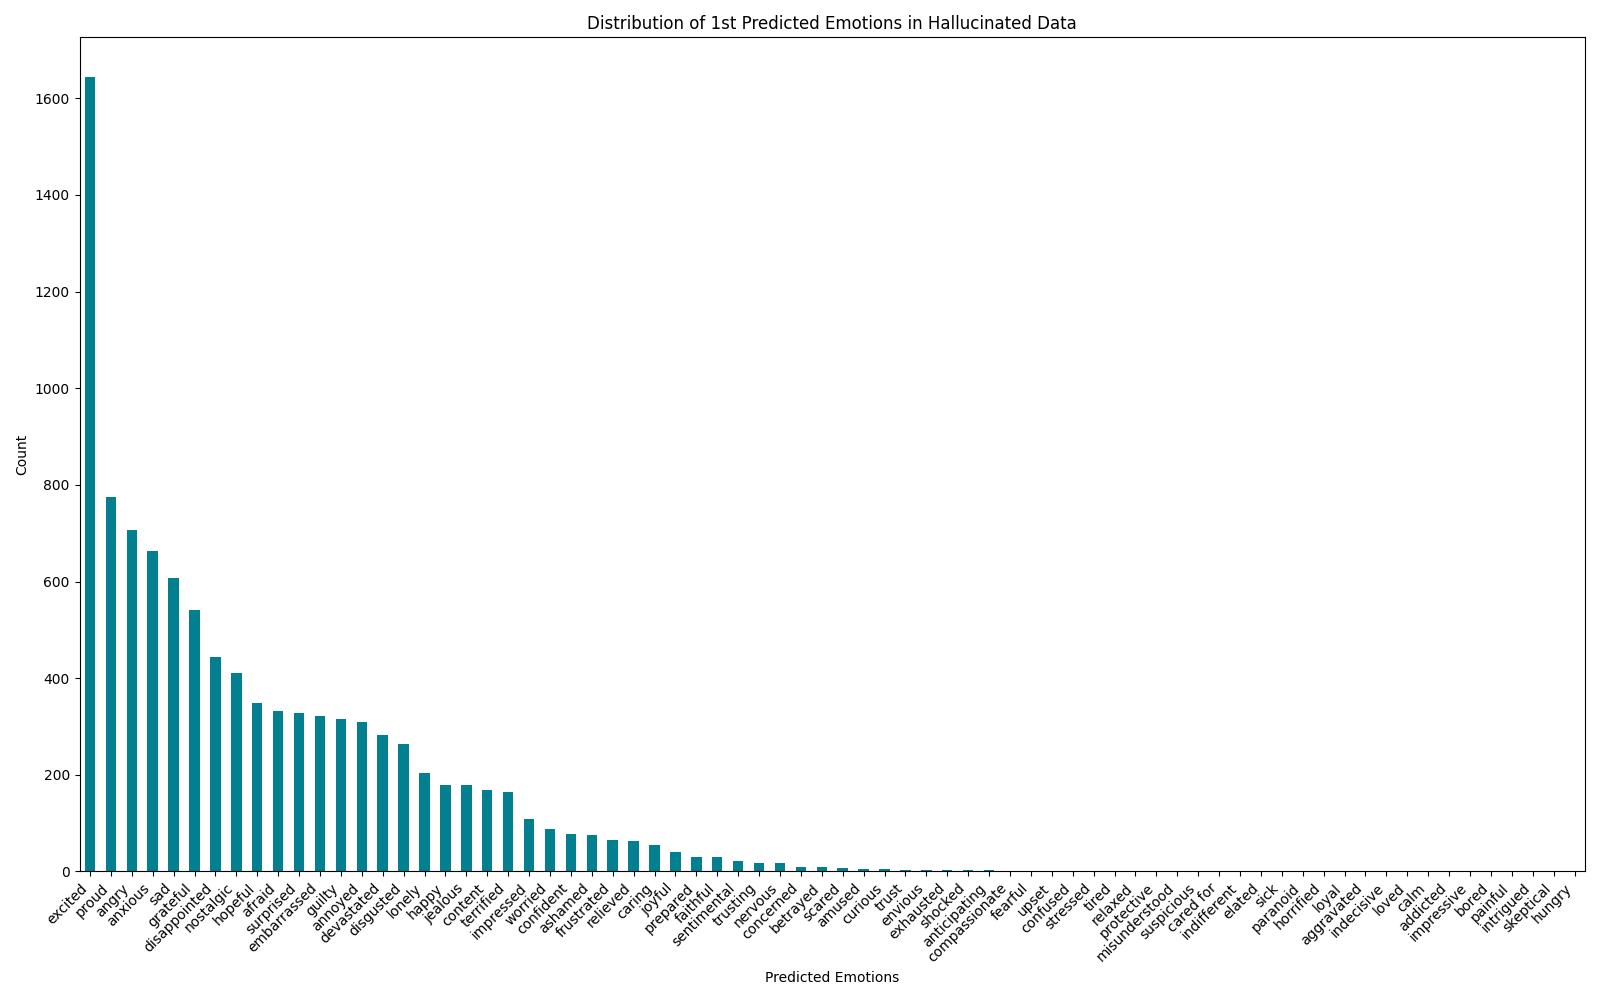 Distribution of 1st Predicted Emotions in Hallucinated Data
Count
1600
1400
1200
1000
800
600
400
200
0
excited
proud
angry
anxious
sad
grateful
disappointed
nostalgic
hopeful
afraid
surprised
embarrassed
guilty
annoyed
devastated
disgusted
lonely
happy
jealous
content
terrified
impressed
worried
confident
ashamed
frustrated
relieved
caring
joyful
prepared
faithful
sentimental
trusting
nervous
concerned
betrayed
scared
amused
curious
trust
envious
exhausted
shocked
anticipating
compassionate
fearful
upset
confused
stressed
tired
relaxed
protective
misunderstood
suspicious
cared for
indifferent
elated
sick
paranoid
horrified
loyal
aggravated
indecisive
loved
calm
addicted
impressive
bored
painful
intrigued
skeptical
hungry
Predicted Emotions